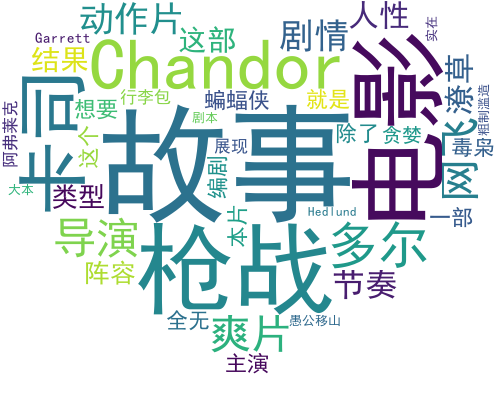 动作片
这部
剧情
人性
实在
Garrett
结果
Chandor
电影
网飞
潦草
阿弗莱克
卡司
这个
想要
行李包
蝙蝠侠
就是
剧本
故事
编剧
展现
除了
贪婪
毒枭
粗制滥造
大本
类型
导演
阵容
枪战
本片
Hedlund
多尔
一部
节奏
全无
爽片
愚公移山
主演